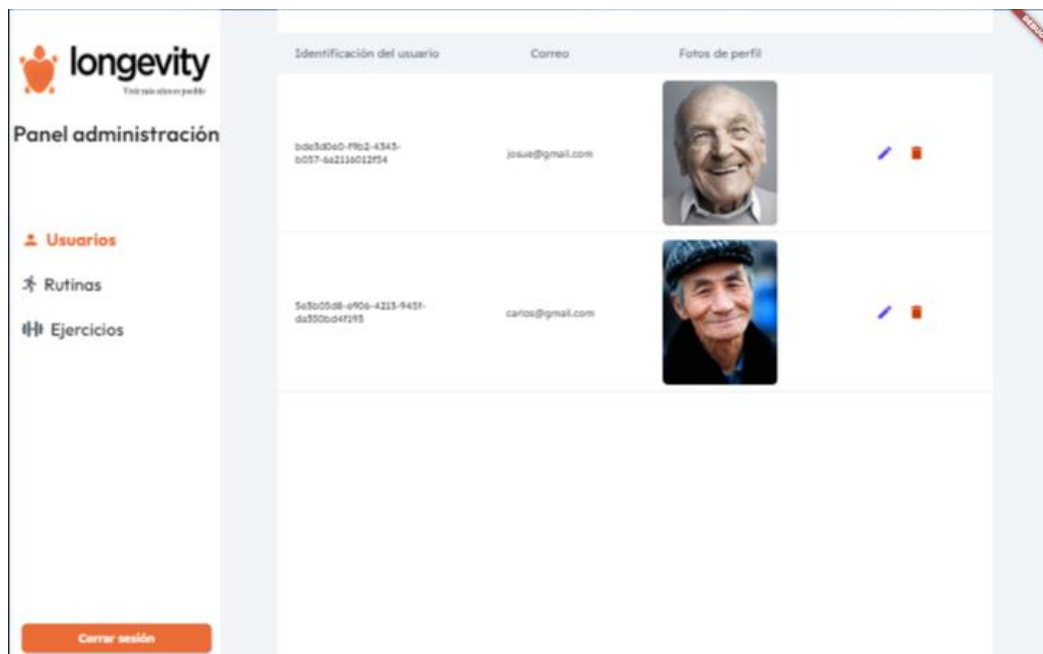 longevity
Panel administración
Usuarios
Rutinas
Ejercicios
Cerrar sesión
Identificación del usuario Correo Fotos de perfil
josue@gmail.com
carlos@gmail.com
DEBUG